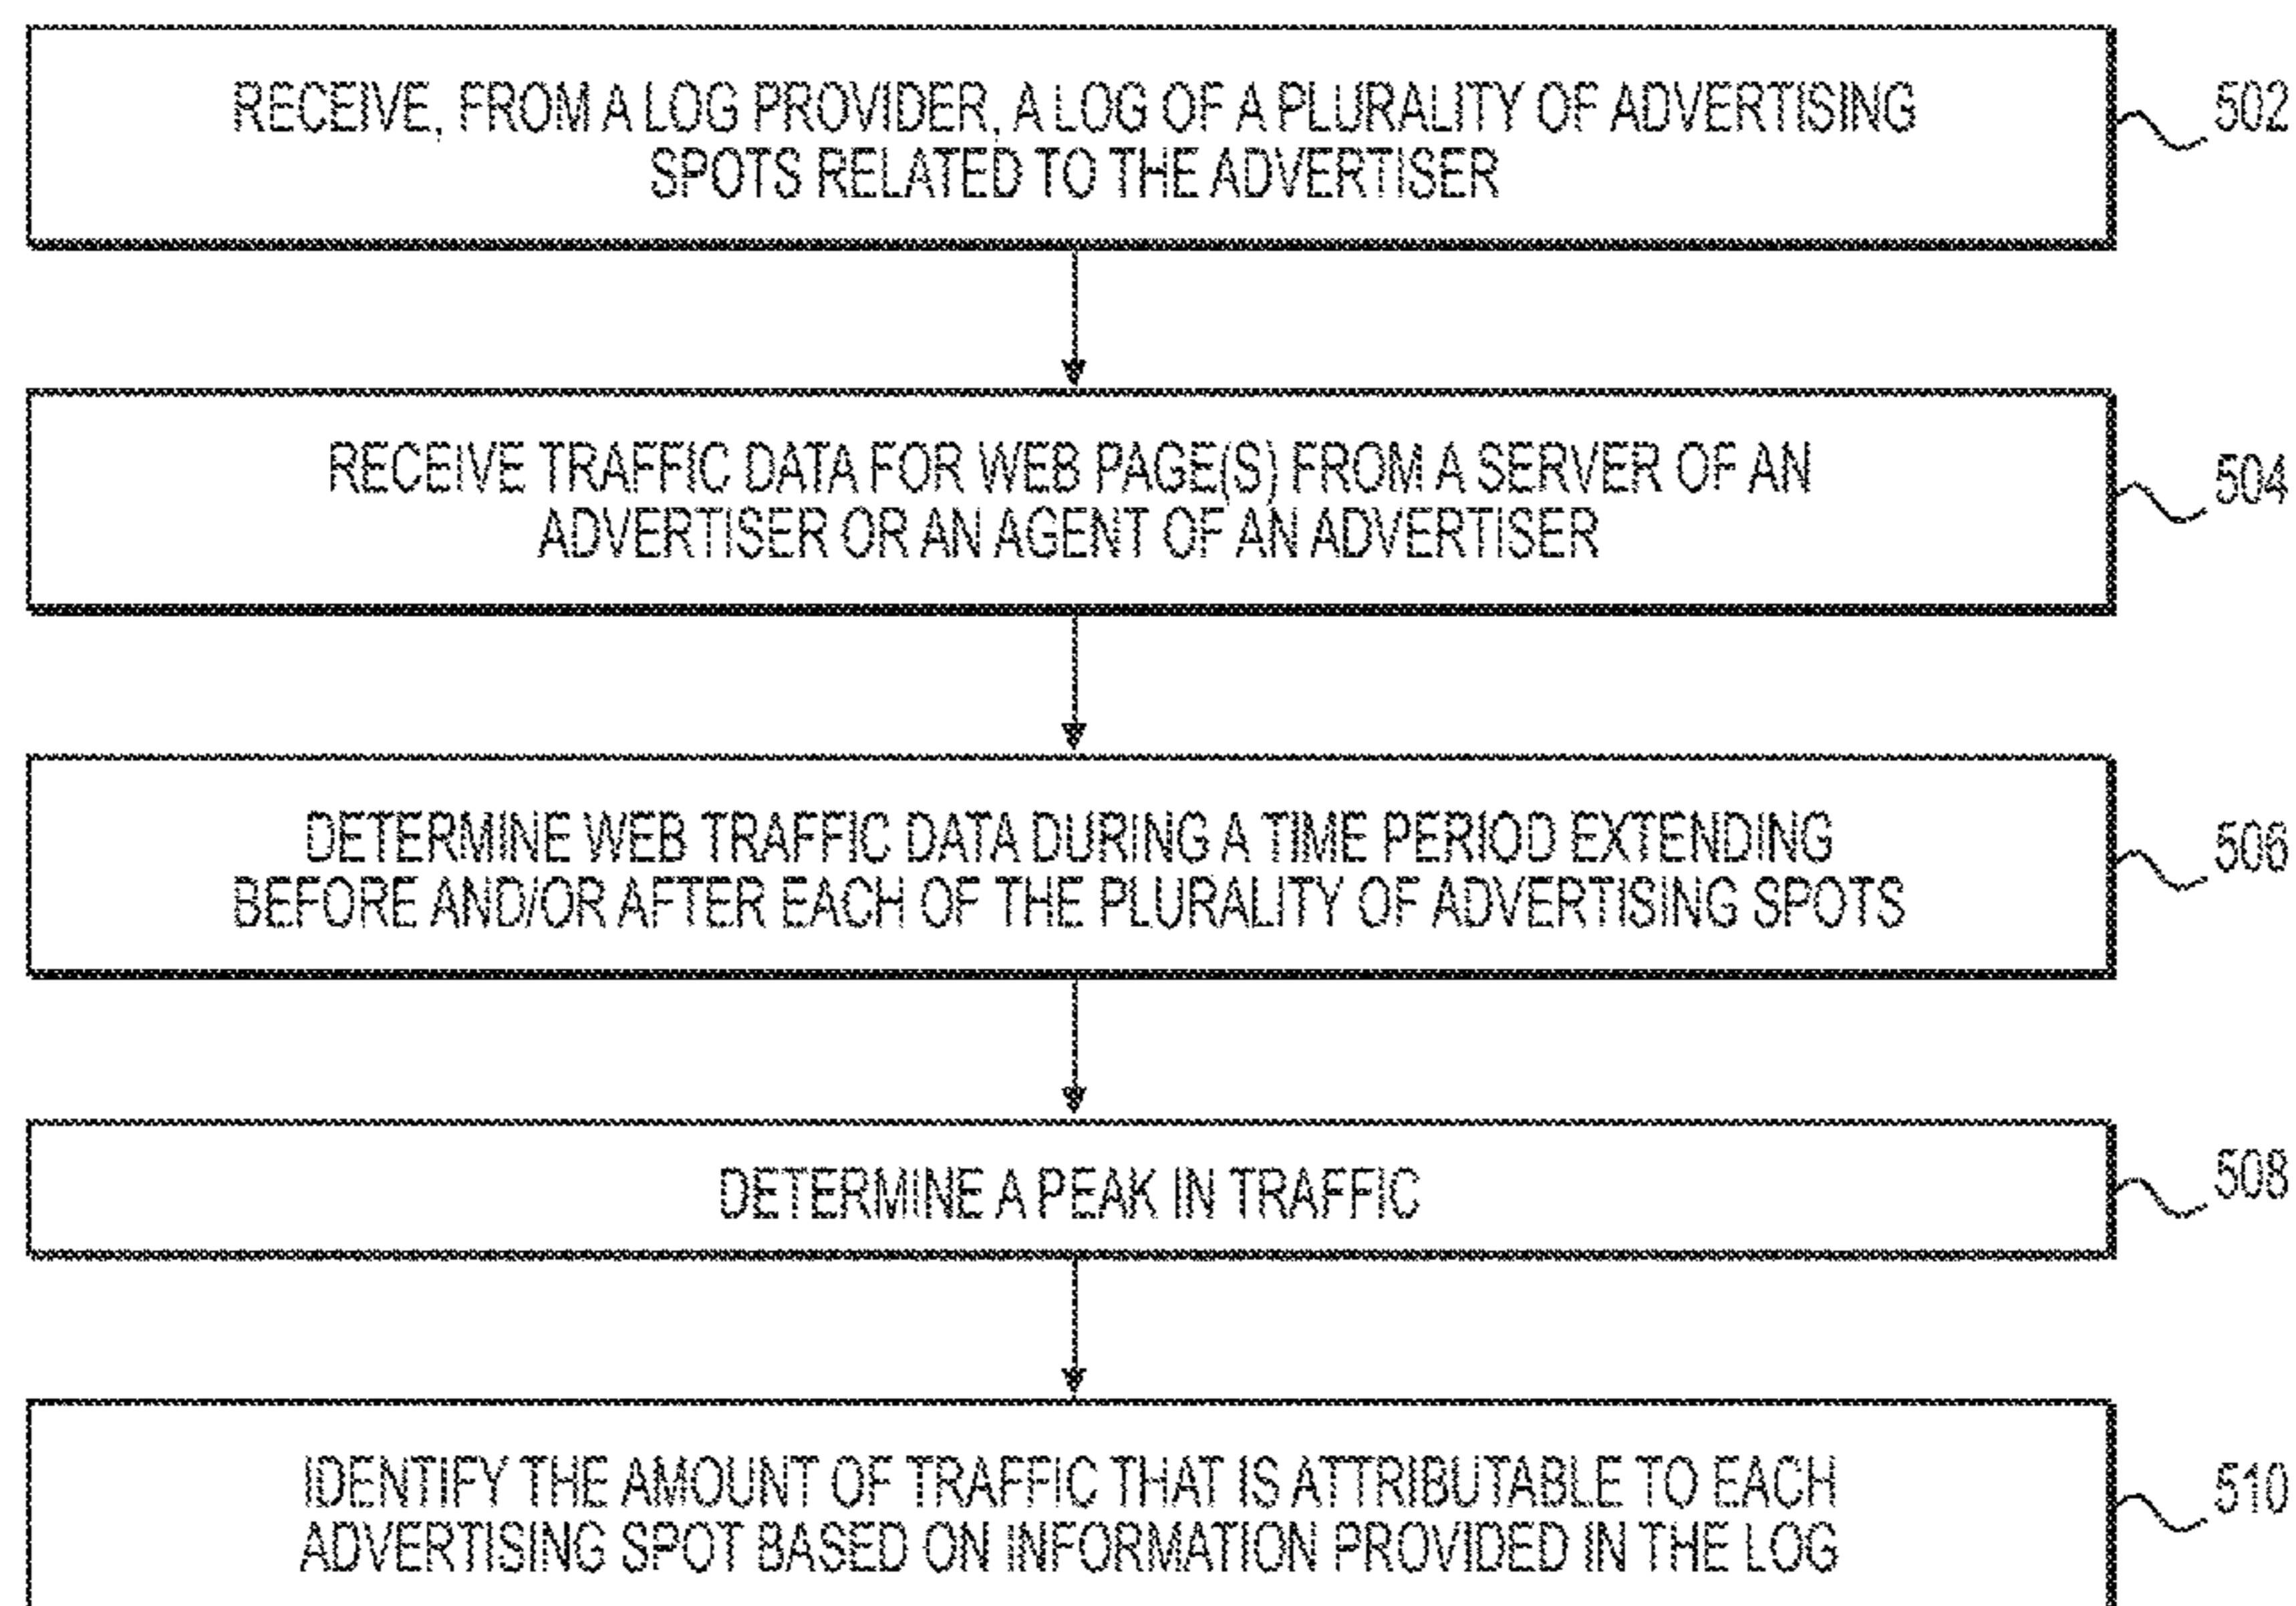 RECEIVE, FROM A LOG PROVIDER, A LOG OF A PLURALITY OF ADVERTISING
SPOTS RELATED TO THE ADVERTISER
502
RECEIVE TRAFFIC DATA FOR WEB PAGE(S) FROM A SERVER OF AN
ADVERTISER OR AN AGENT OF AN ADVERTISER
504
DETERMINE WEB TRAFFIC DATA DURING A TIME PERIOD EXTENDING
BEFORE AND/OR AFTER EACH OF THE PLURALITY OF ADVERTISING SPOTS
506
DETERMINE A PEAK IN TRAFFIC
508
IDENTIFY THE AMOUNT OF TRAFFIC THAT IS ATTRIBUTABLE TO EACH
ADVERTISING SPOT BASED ON INFORMATION PROVIDED IN THE LOG
510